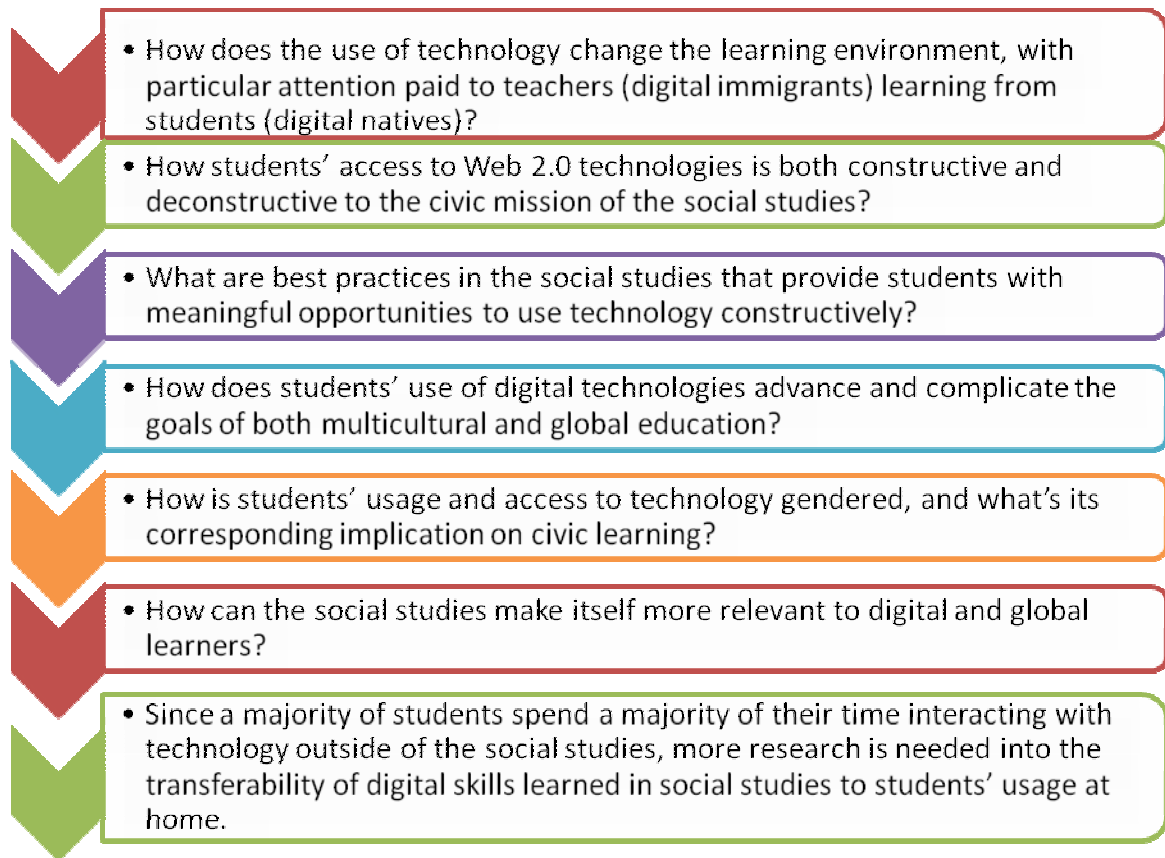 • How does the use of technology change the learning environment, with
particular attention paid to teachers (digital immigrants) learning from
students (digital natives)?
• How students’ access to Web 2.0 technologies is both constructive and
deconstructive to the civic mission of the social studies?
• What are best practices in the social studies that provide students with
meaningful opportunities to use technology constructively?
• How does students’ use of digital technologies advance and complicate the
goals of both multicultural and global education?
• How is students’ usage and access to technology gendered, and what’s its
corresponding implication on civic learning?
• How can the social studies make itself more relevant to digital and global
learners?
• Since a majority of students spend a majority of their time interacting with
technology outside of the social studies, more research is needed into the
transferability of digital skills learned in social studies to students’ usage at
home.